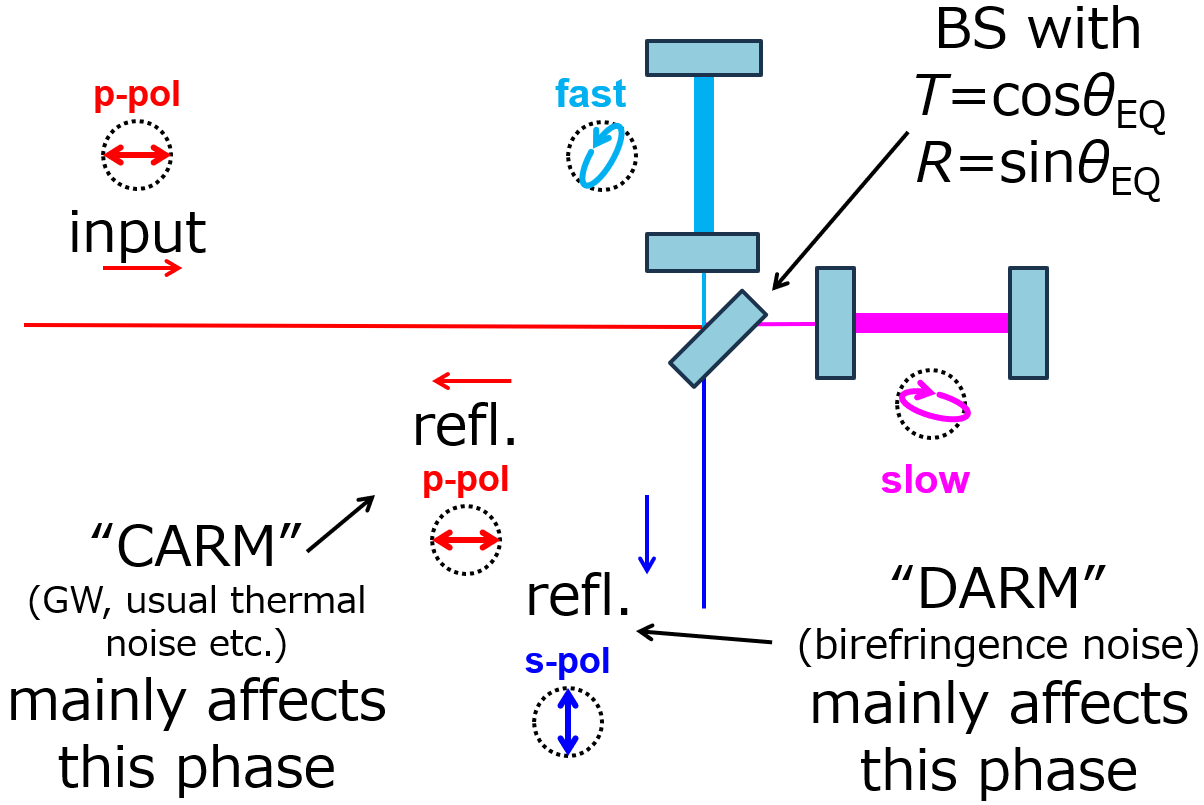 p-pol
input
fast
BS with
T=cosθEQ
R=sinθEQ
slow
refl.
p-pol
“CARM”
(GW, usual thermal
noise etc.)
mainly affects
this phase
refl.
s-pol
“DARM”
(birefringence noise)
mainly affects
this phase